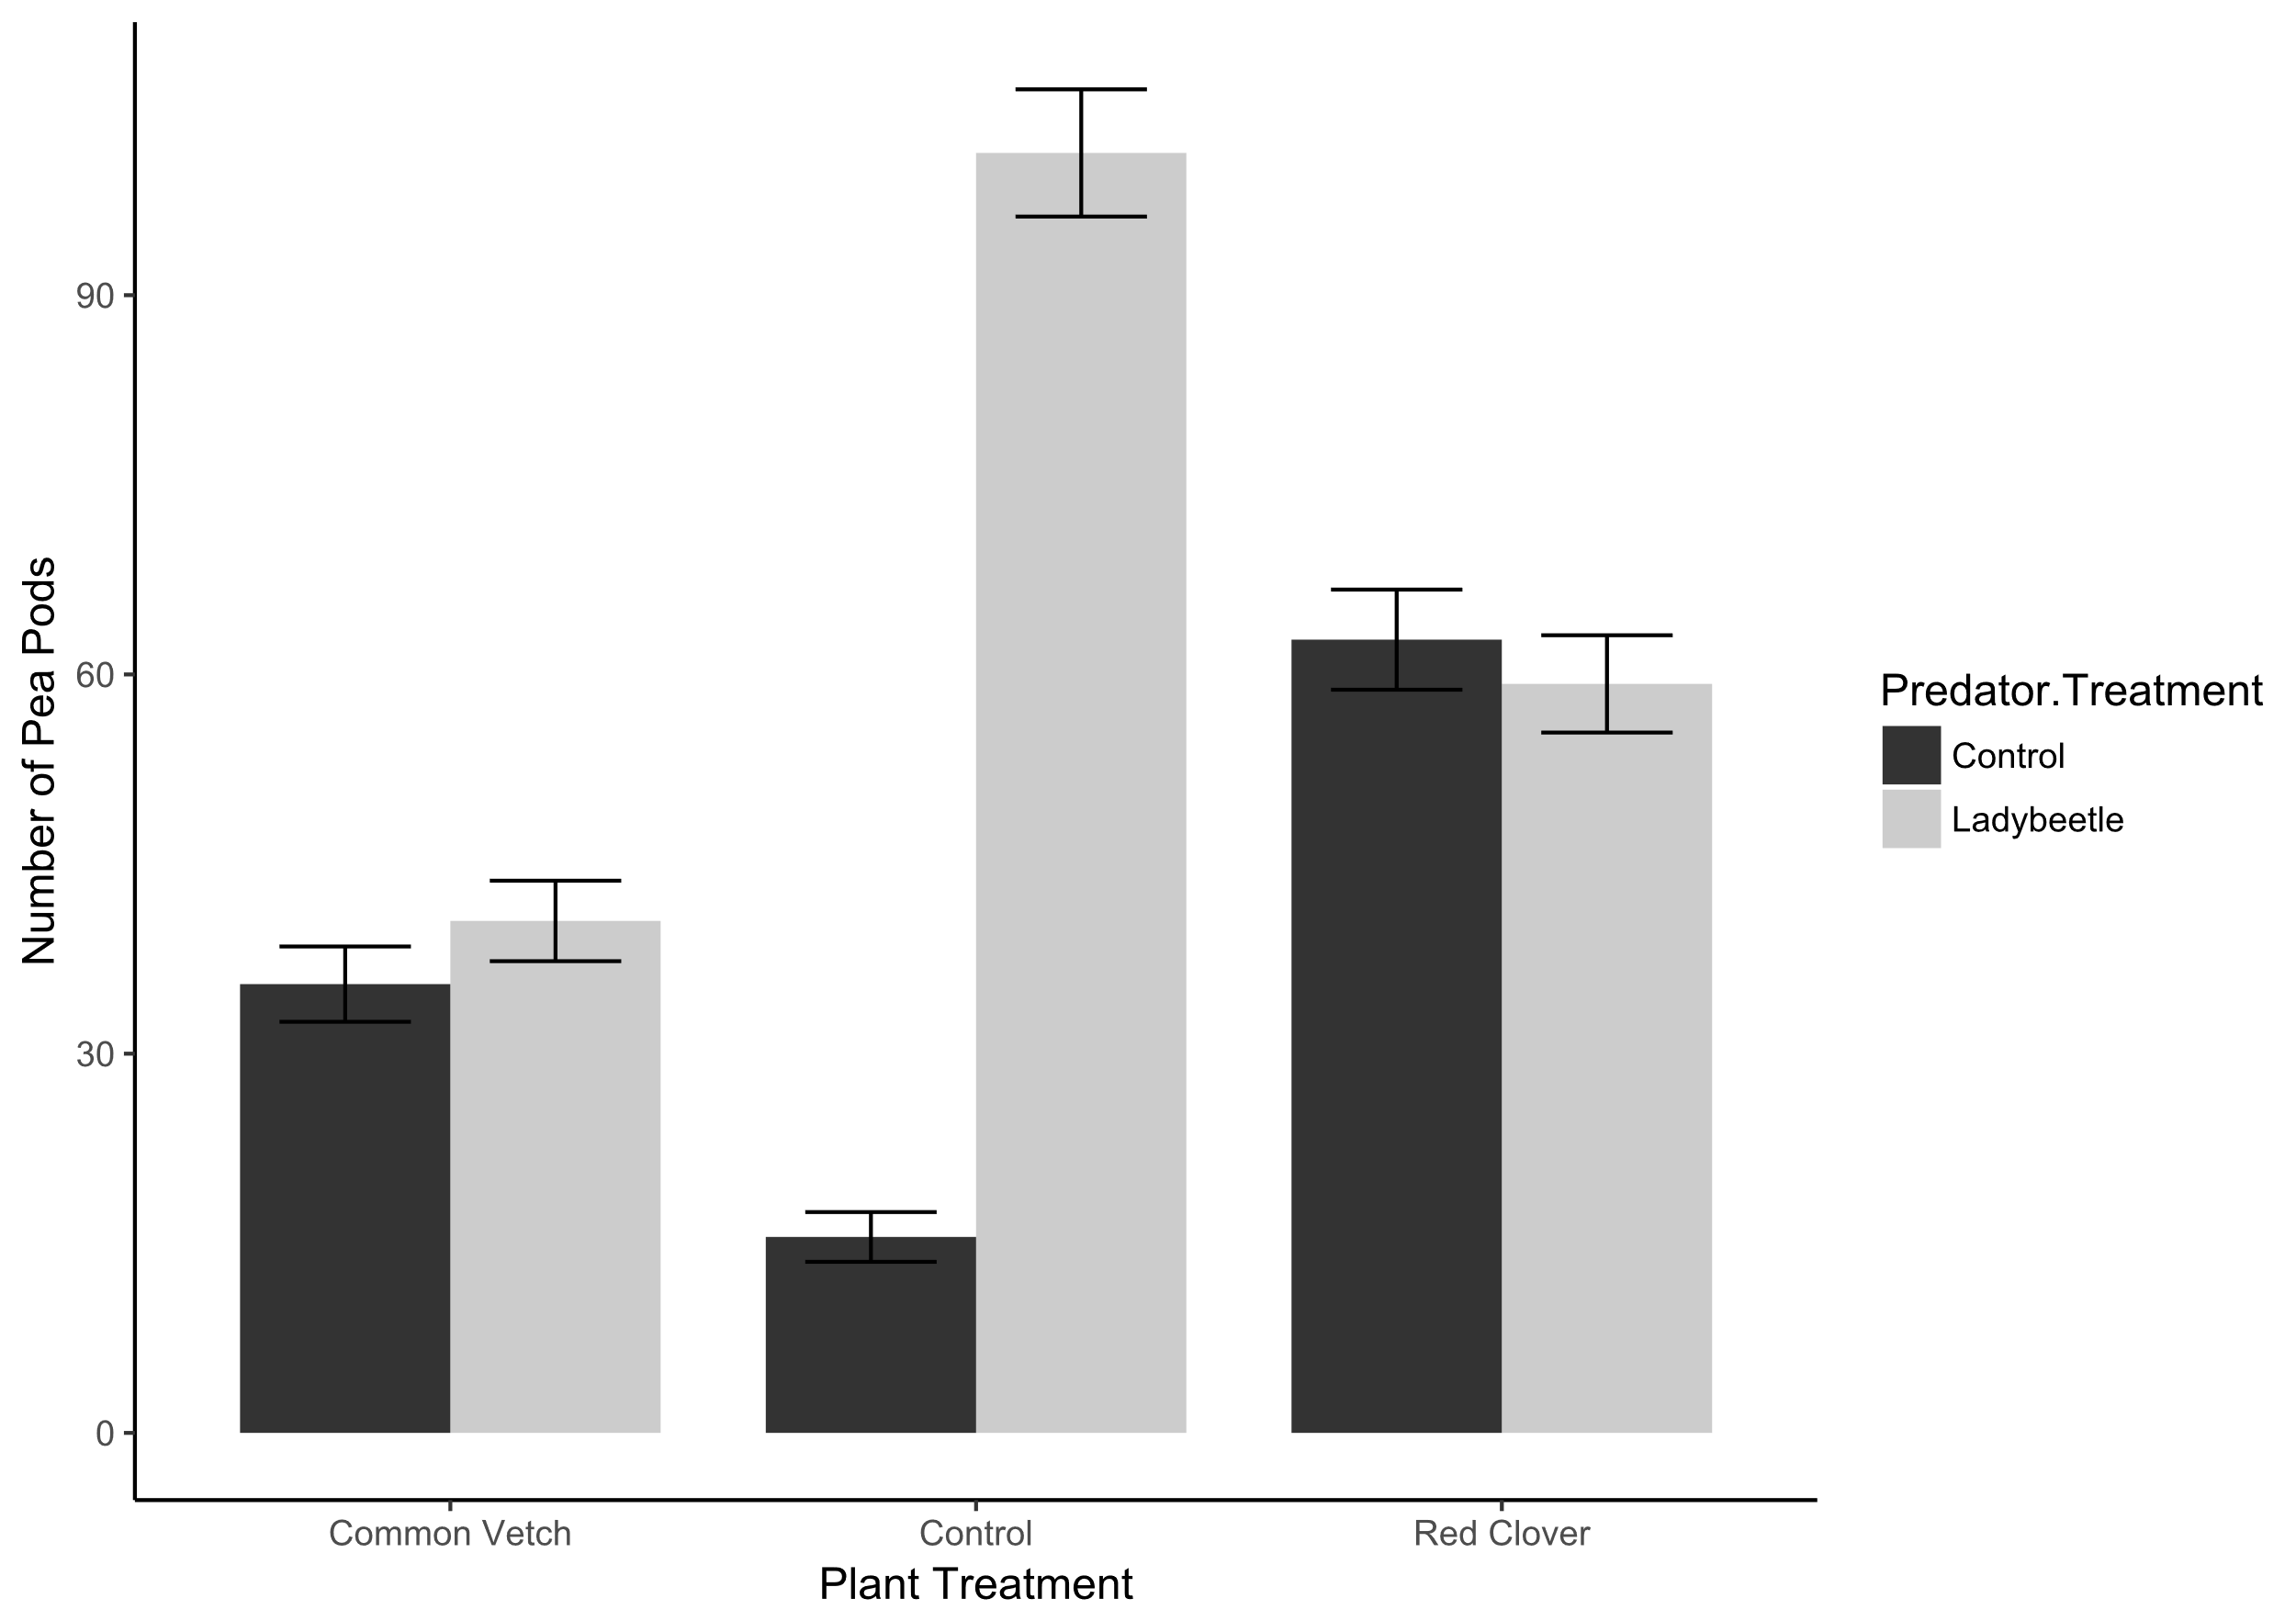 Number of Pea Pods
90
60
30
0
Common Vetch
Control
Red Clover
Plant Treatment
Predator.Treatment
Control
Ladybeetle